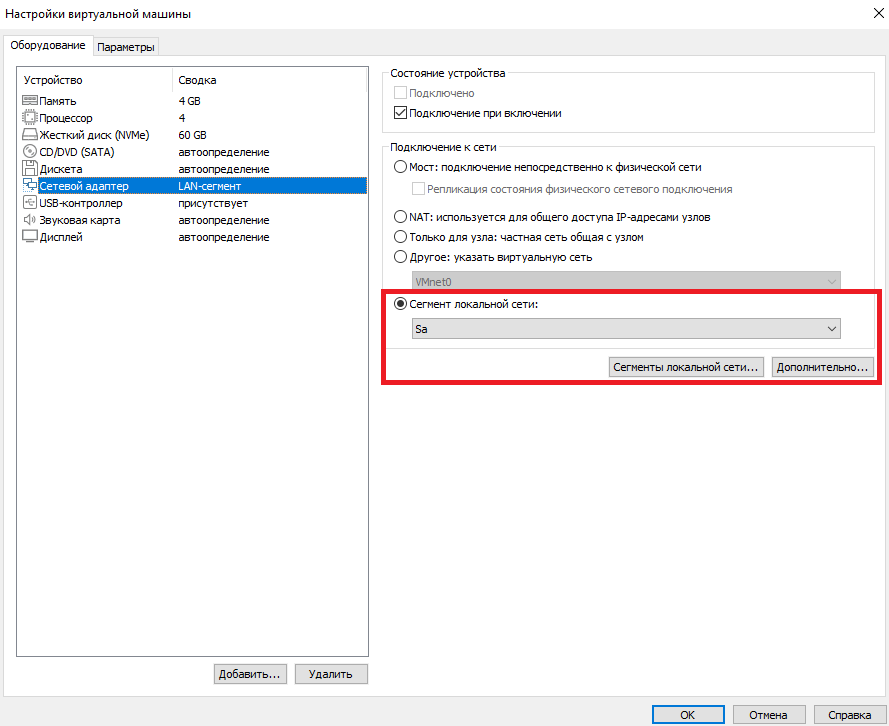 Настройки виртуальной машины
Оборудование Параметры
Устройство Сводка
Память 4 GB
Процессор 4
Жесткий диск (NVMe) 60 GB
CD/DVD (SATA) автоопределение
Дискета автоопределение
Сетевой адаптер LAN-сегмент
USB-контроллер присутствует
Звуковая карта автоопределение
Дисплей автоопределение
Добавить... Удалить
Состояние устройства
Подключено
Подключение при включении
Подключение к сети
Мост: подключение непосредственно к физической сети
Репликация состояния физического сетевого подключения
NAT: используется для общего доступа IP-адресами узлов
Только для узла: частная сеть общая с узлом
Другое: указать виртуальную сеть
VMnet0
Сегмент локальной сети:
Sa
Сегменты локальной сети... Дополнительно...
OK Отмена Справка